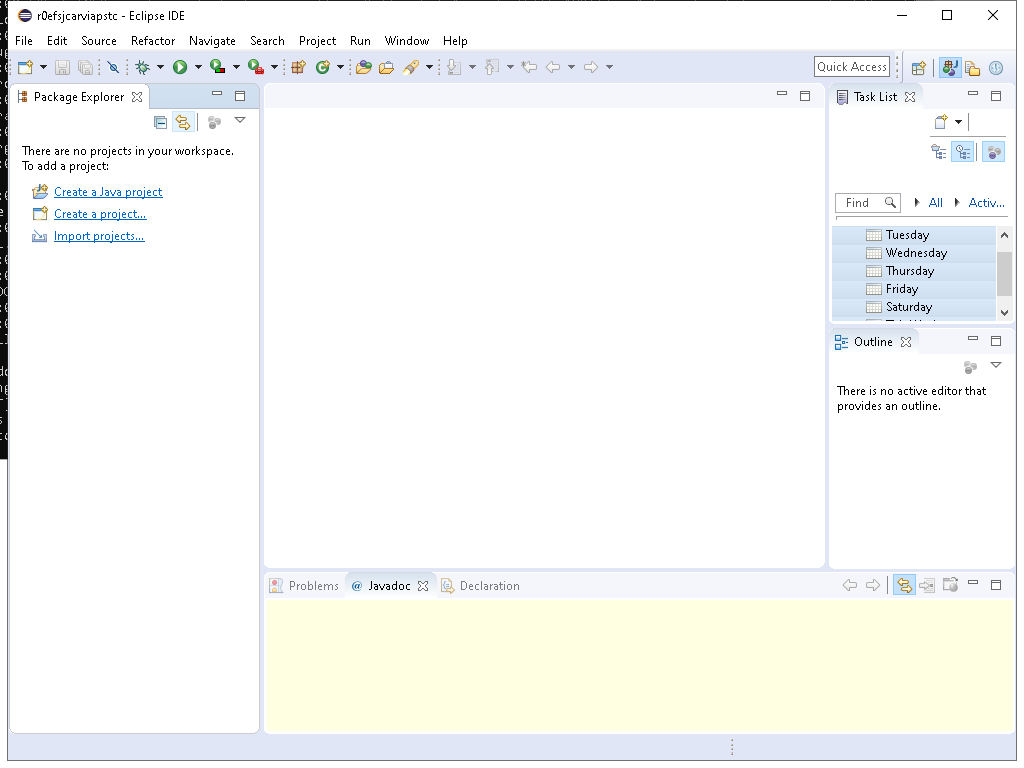 r0efsjcarviapstc - Eclipse IDE
File Edit Source Refactor Navigate Search Project Run Window Help
Quick Access
Package Explorer
There are no projects in your workspace.
To add a project:
Create a Java project
Create a project...
Import projects...
Task List
Find All Activ...
Tuesday
Wednesday
Thursday
Friday
Saturday
Outline
There is no active editor that
provides an outline.
Problems @ Javadoc Declaration